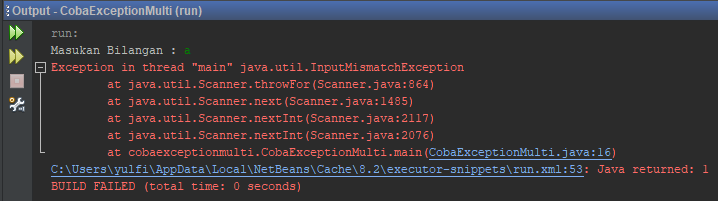 Output - CobaExceptionMulti (run)
run:
Masukan Bilangan : a
Exception in thread "main" java.util.InputMismatchException
at java.util.Scanner.throwFor(Scanner.java:864)
at java.util.Scanner.next(Scanner.java:1485)
at java.util.Scanner.nextInt(Scanner.java:2117)
at java.util.Scanner.nextInt(Scanner.java:2076)
at cobaexceptionmulti.CobaExceptionMulti.main(CobaExceptionMulti.java:16)
C:\Users\yulfi\AppData\Local\NetBeans\Cache\8.2\executor-snippets\run.xml:53: Java returned: 1
BUILD FAILED (total time: 0 seconds)